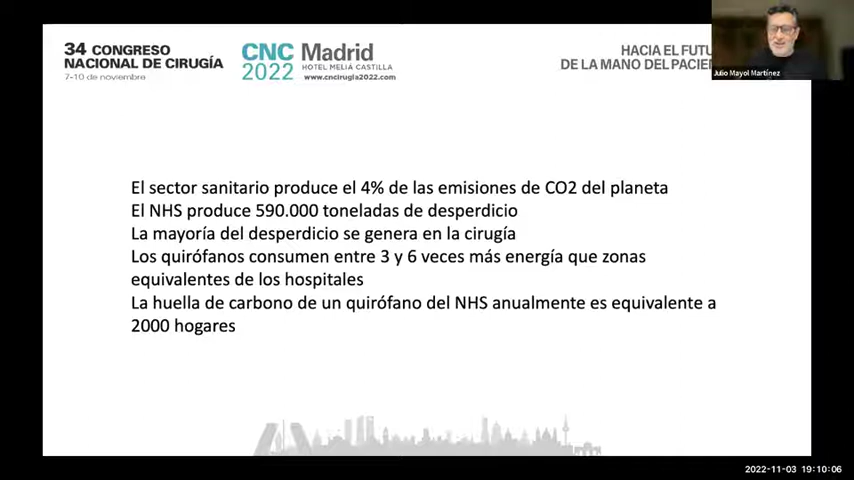 34 CONGRESO
NACIONAL DE CIRUGÍA
7-10 de noviembre
CNC
2022
Madrid
HOTEL MELIÁ CASTILLA
www.cncirugia2022.com
HACIA EL FUTU
DE LA MANO DEL PACIEN
Julio Mayol Martínez
El sector sanitario produce el 4% de las emisiones de CO2 del planeta
El NHS produce 590.000 toneladas de desperdicio
La mayoría del desperdicio se genera en la cirugía
Los quirófanos consumen entre 3 y 6 veces más energía que zonas
equivalentes de los hospitales
La huella de carbono de un quirófano del NHS anualmente es equivalente a
2000 hogares
2022-11-03 19:10:06